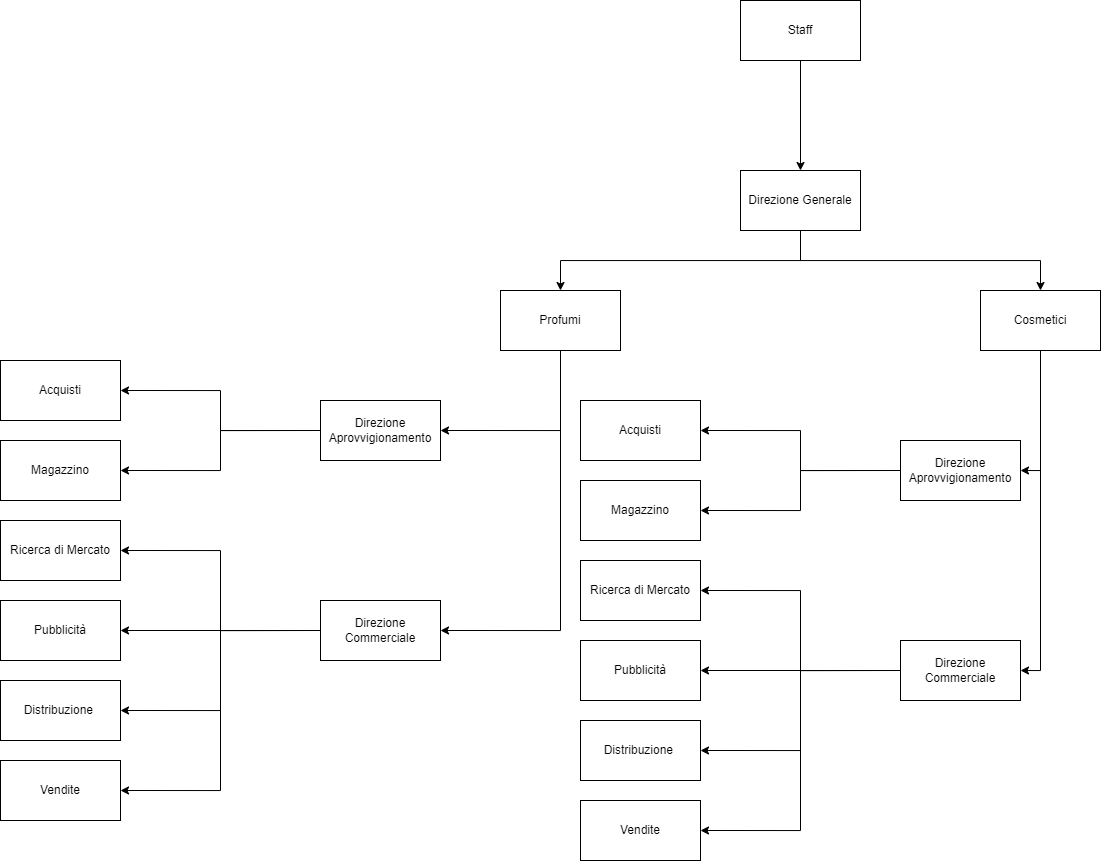 Staff
Direzione Generale
Profumi
Cosmetici
Acquisti
Magazzino
Direzione
Aprovvigionamento
Ricerca di Mercato
Pubblicità
Distribuzione
Vendite
Direzione
Commerciale
Acquisti
Magazzino
Direzione
Aprovvigionamento
Ricerca di Mercato
Pubblicità
Distribuzione
Vendite
Direzione
Commerciale